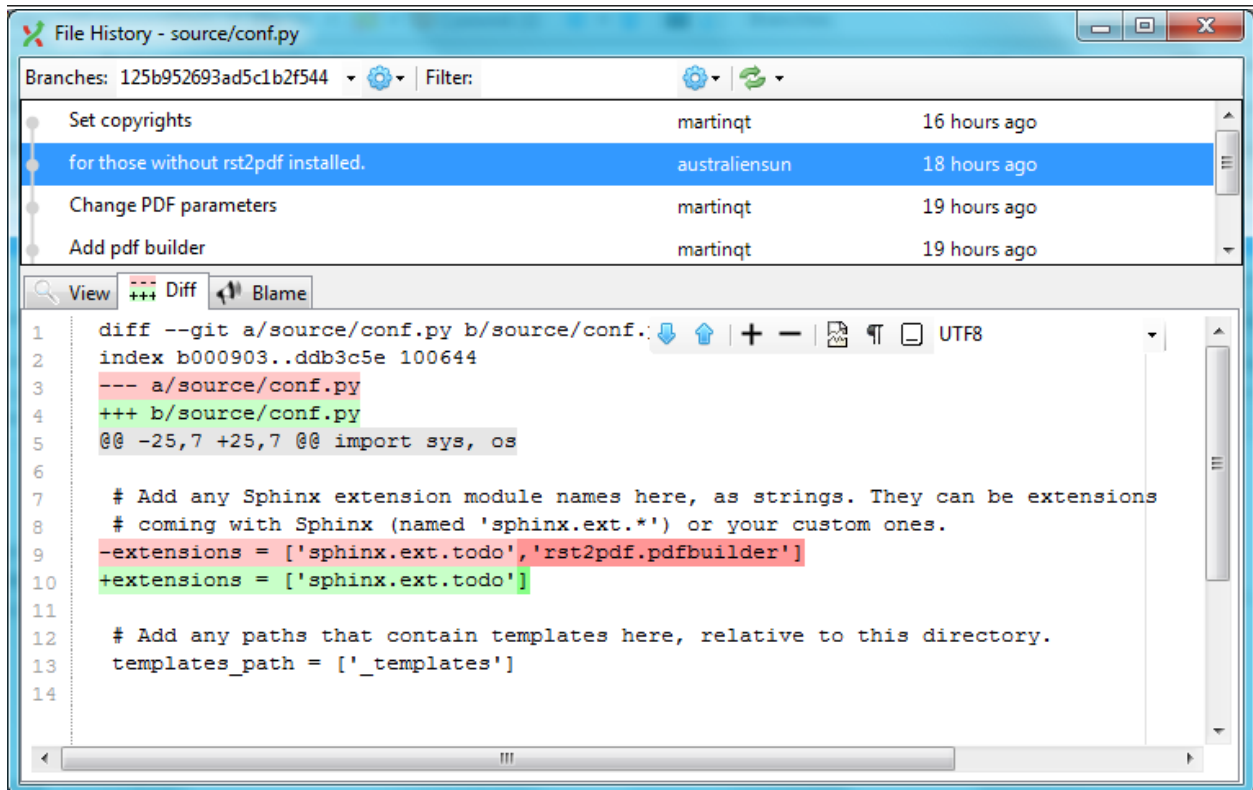 File History - source/conf.py
Branches: 125b952693ad5c1b2f544 Filter:
Set copyrights martinqt 16 hours ago
for those without rst2pdf installed. australiensun 18 hours ago
Change PDF parameters martinqt 19 hours ago
Add pdf builder martinqt 19 hours ago
View Diff Blame
1 diff --git a/source/conf.py b/source/conf. UTF8
2 index b000903..ddb3c5e 100644
3 --- a/source/conf.py
4 +++ b/source/conf.py
5 @@ -25,7 +25,7 @@ import sys, os
6
7 # Add any Sphinx extension module names here, as strings. They can be extensions
8 # coming with Sphinx (named 'sphinx.ext.*') or your custom ones.
9 -extensions = ['sphinx.ext.todo','rst2pdf.pdfbuilder']
10 +extensions = ['sphinx.ext.todo']
11
12 # Add any paths that contain templates here, relative to this directory.
13 templates_path = ['_templates']
14